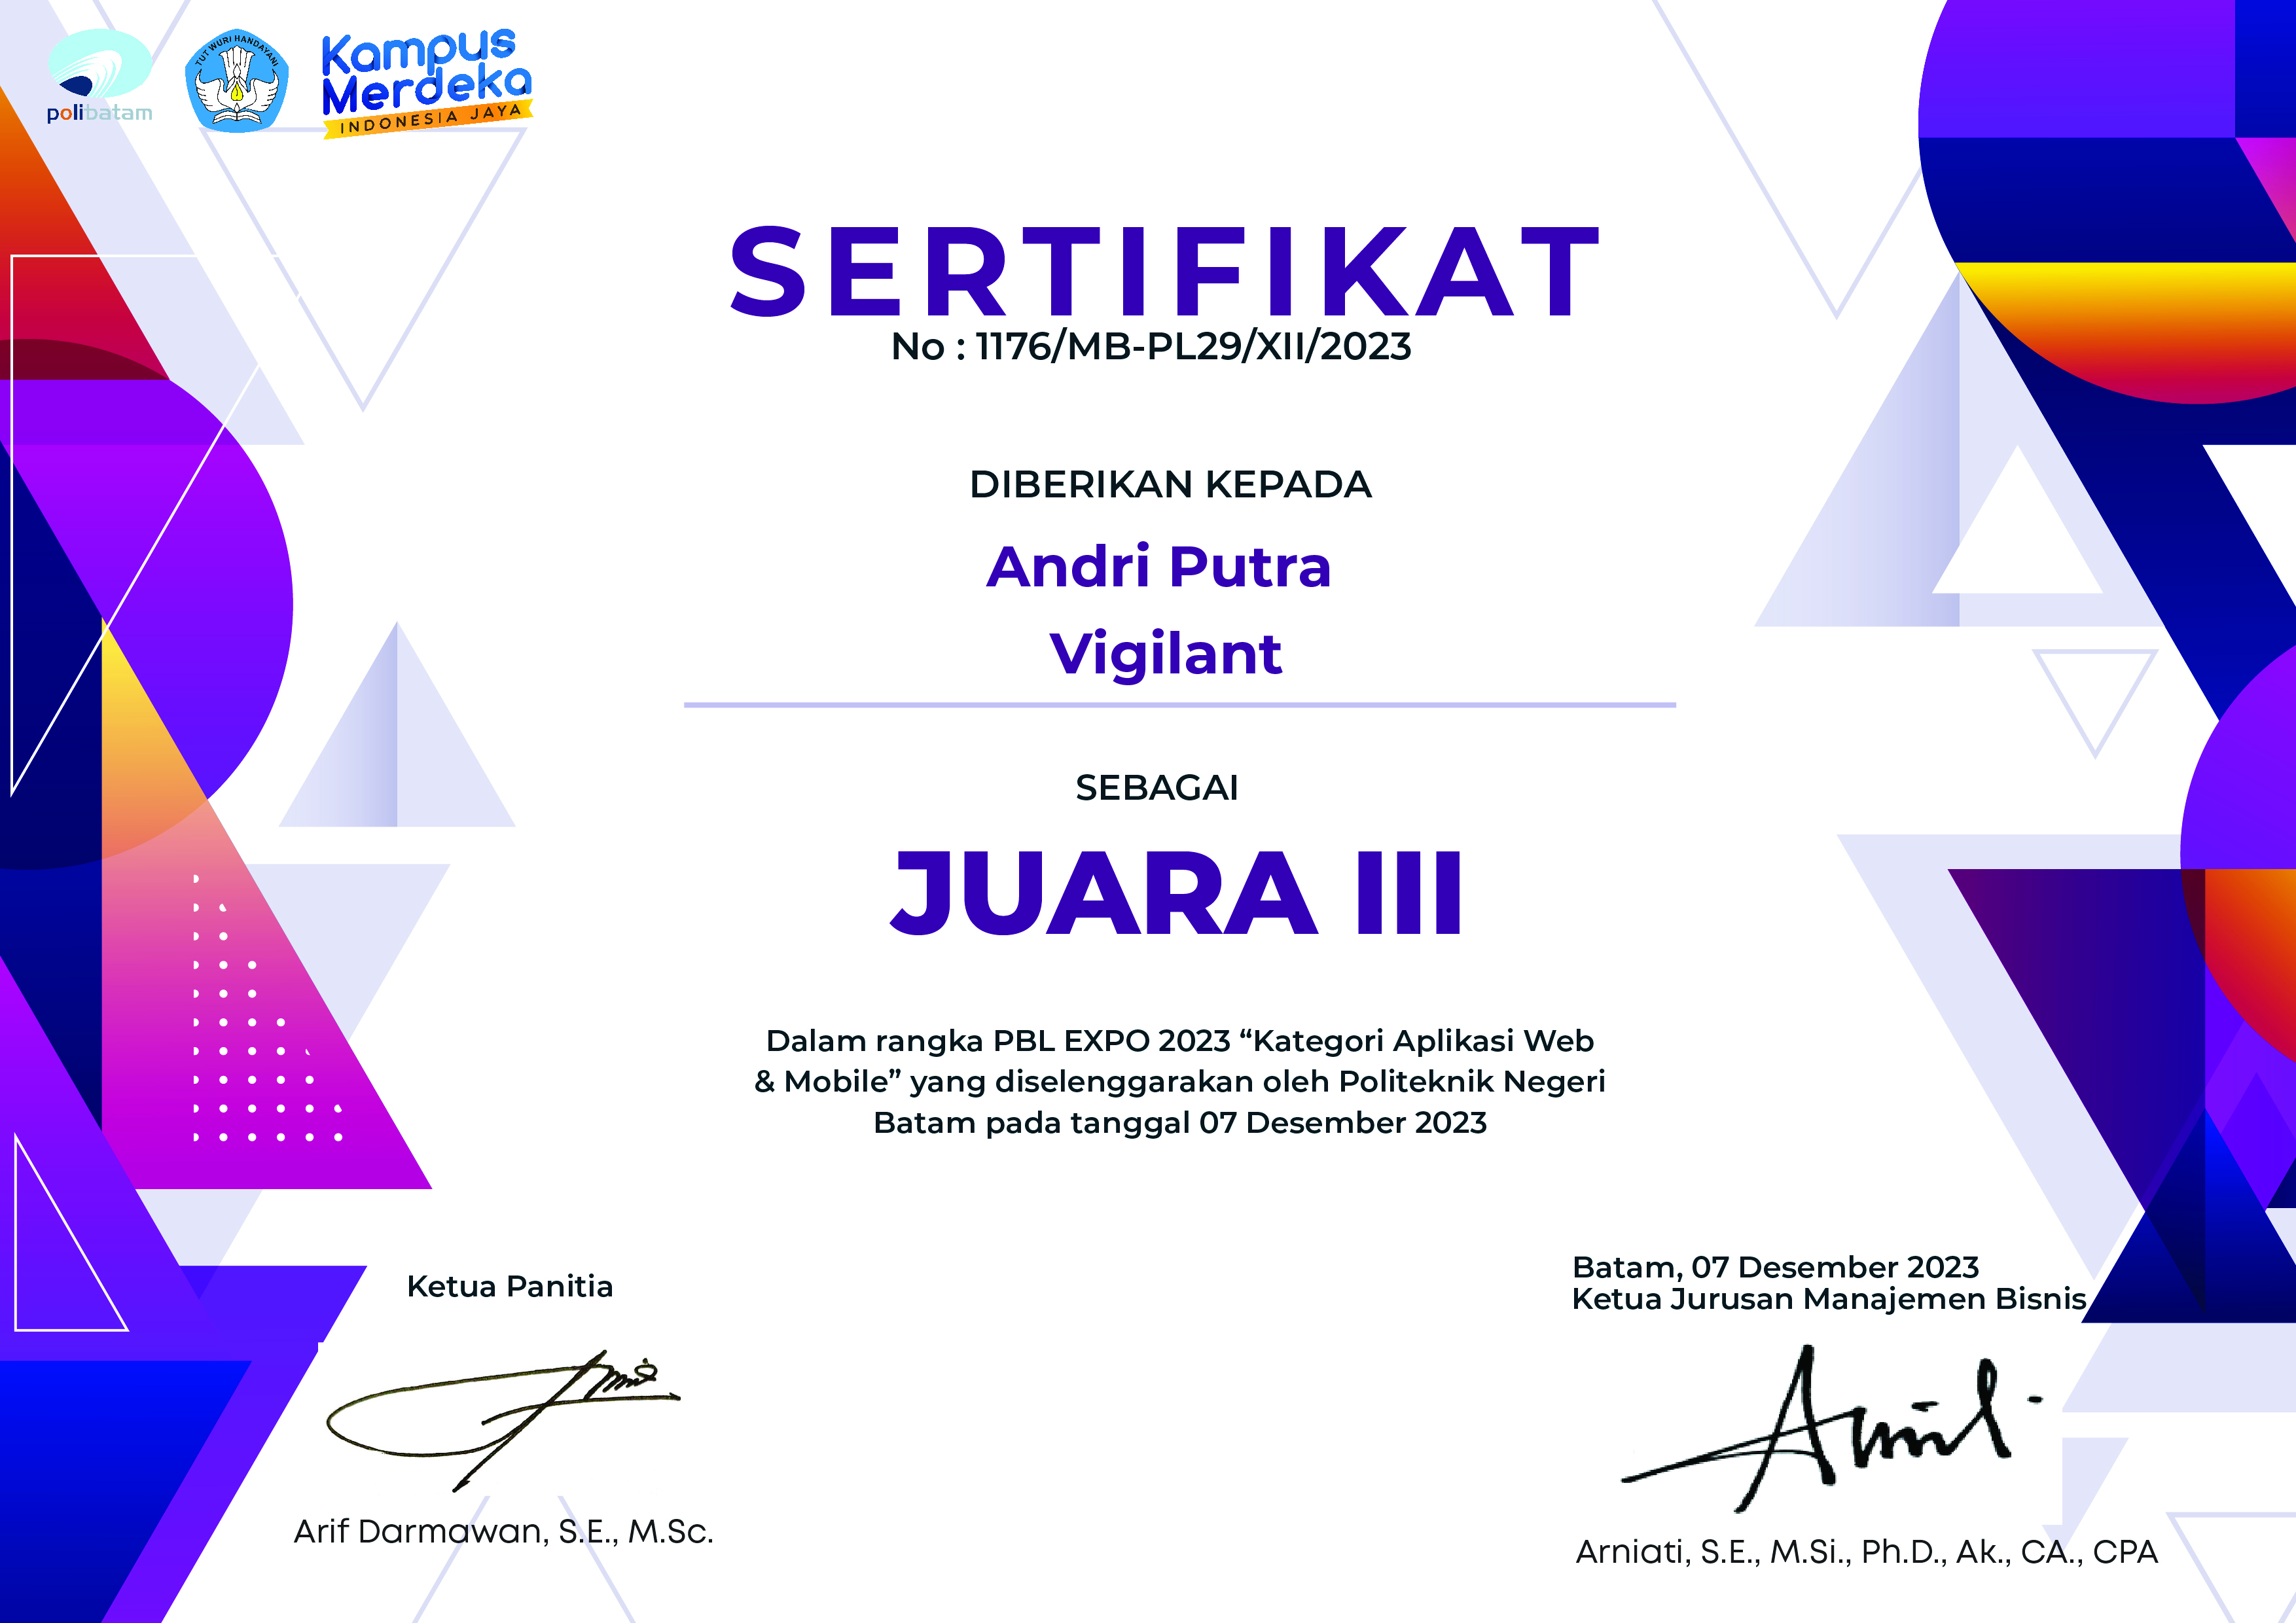 polibatam
TUT WURI HANDAYANI
Kampus
Merdeka
INDONESIA JAYA
SERTIFIKAT
No : 1176/MB-PL29/XII/2023
DIBERIKAN KEPADA
Andri Putra
Vigilant
SEBAGAI
JUARA III
Dalam rangka PBL EXPO 2023 “Kategori Aplikasi Web
& Mobile” yang diselenggarakan oleh Politeknik Negeri
Batam pada tanggal 07 Desember 2023
Ketua Panitia
Arif Darmawan, S.E., M.Sc.
Batam, 07 Desember 2023
Ketua Jurusan Manajemen Bisnis
Arniati, S.E., M.Si., Ph.D., Ak., CA., CPA